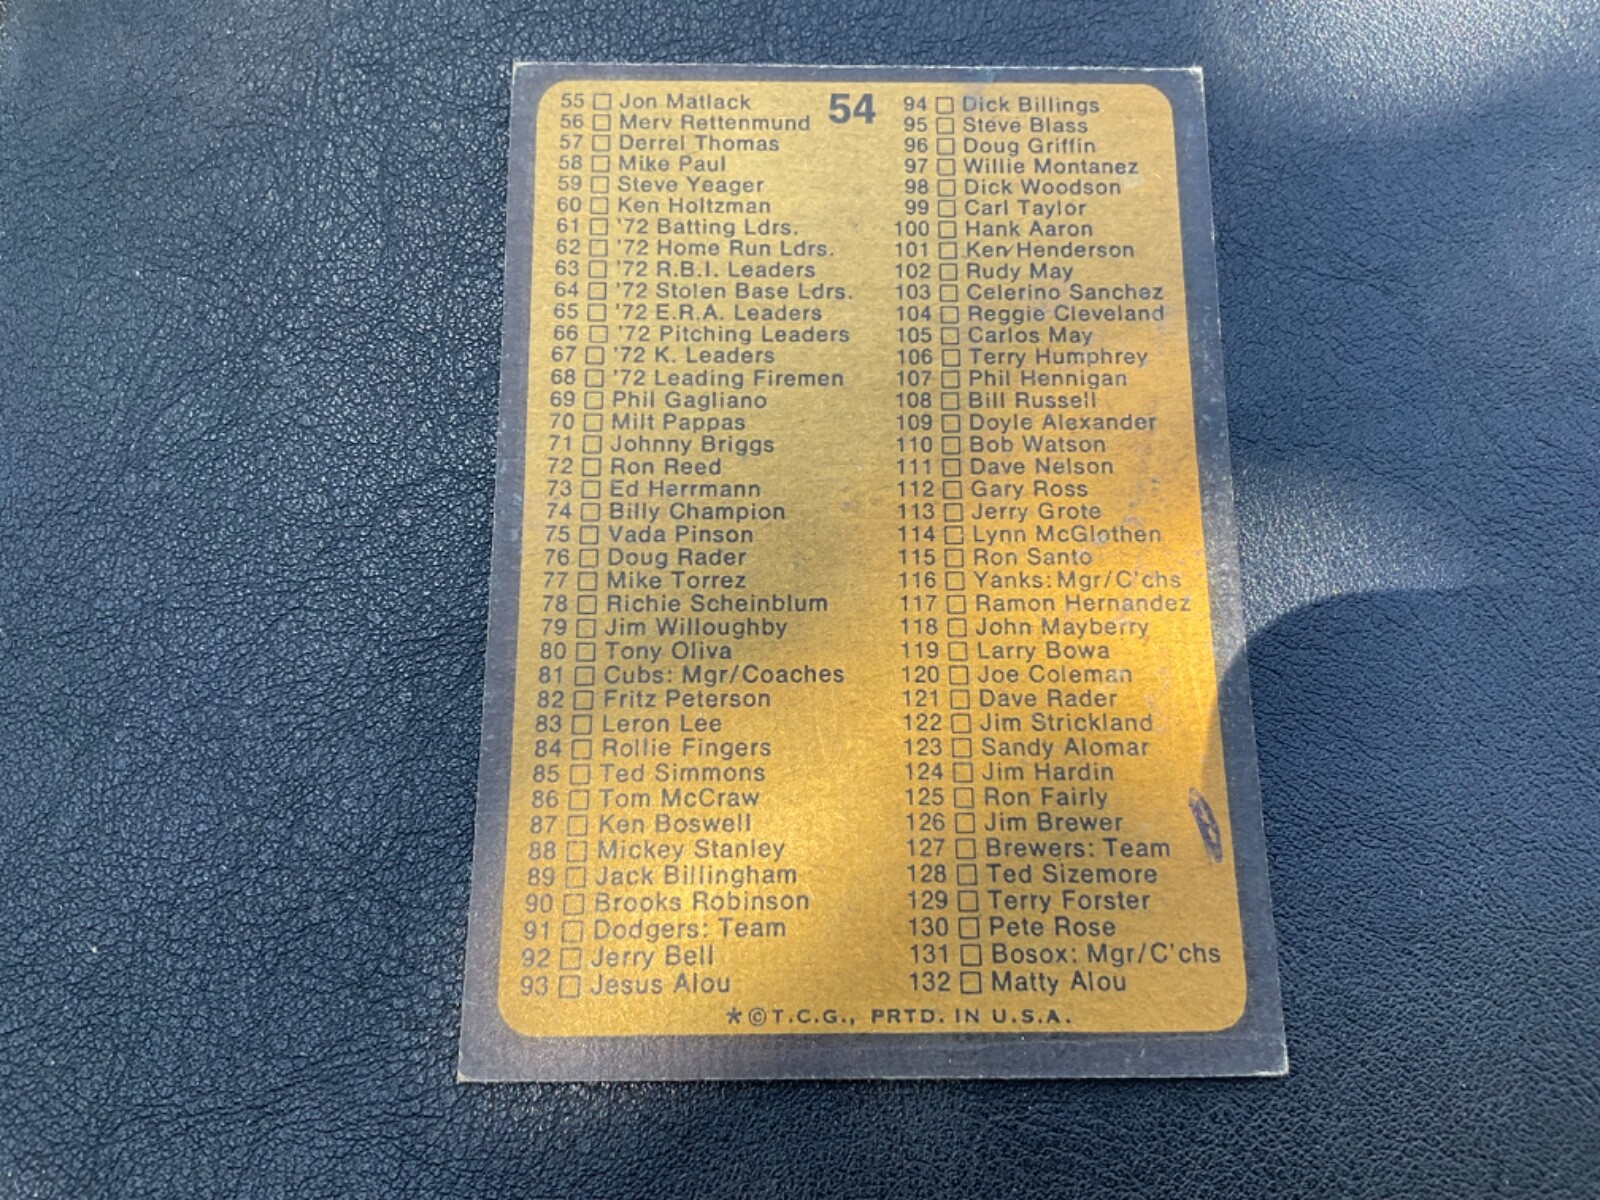 54
55 Jon Matlack
56 Merv Rettenmund
57 Derrel Thomas
58 Mike Paul
59 Steve Yeager
60 Ken Holtzman
61 '72 Batting Ldrs.
62 '72 Home Run Ldrs.
63 '72 R.B.I. Leaders
64 '72 Stolen Base Ldrs.
65 '72 E.R.A. Leaders
66 '72 Pitching Leaders
67 '72 K. Leaders
68 '72 Leading Firemen
69 Phil Gagliano
70 Milt Pappas
71 Johnny Briggs
72 Ron Reed
73 Ed Herrmann
74 Billy Champion
75 Vada Pinson
76 Doug Rader
77 Mike Torrez
78 Richie Scheinblum
79 Jim Willoughby
80 Tony Oliva
81 Cubs: Mgr/Coaches
82 Fritz Peterson
83 Leron Lee
84 Rollie Fingers
85 Ted Simmons
86 Tom McCraw
87 Ken Boswell
88 Mickey Stanley
89 Jack Billingham
90 Brooks Robinson
91 Dodgers: Team
92 Jerry Bell
93 Jesus Alou
94 Dick Billings
95 Steve Blass
96 Doug Griffin
97 Willie Montanez
98 Dick Woodson
99 Carl Taylor
100 Hank Aaron
101 Ken Henderson
102 Rudy May
103 Celerino Sanchez
104 Reggie Cleveland
105 Carlos May
106 Terry Humphrey
107 Phil Hennigan
108 Bill Russell
109 Doyle Alexander
110 Bob Watson
111 Dave Nelson
112 Gary Ross
113 Jerry Grote
114 Lynn McGlothen
115 Ron Santo
116 Yanks: Mgr/C'chs
117 Ramon Hernandez
118 John Mayberry
119 Larry Bowa
120 Joe Coleman
121 Dave Rader
122 Jim Strickland
123 Sandy Alomar
124 Jim Hardin
125 Ron Fairly
126 Jim Brewer
127 Brewers: Team
128 Ted Sizemore
129 Terry Forster
130 Pete Rose
131 Bosox: Mgr/C'chs
132 Matty Alou
*©T.C.G., PRTD. IN U.S.A.